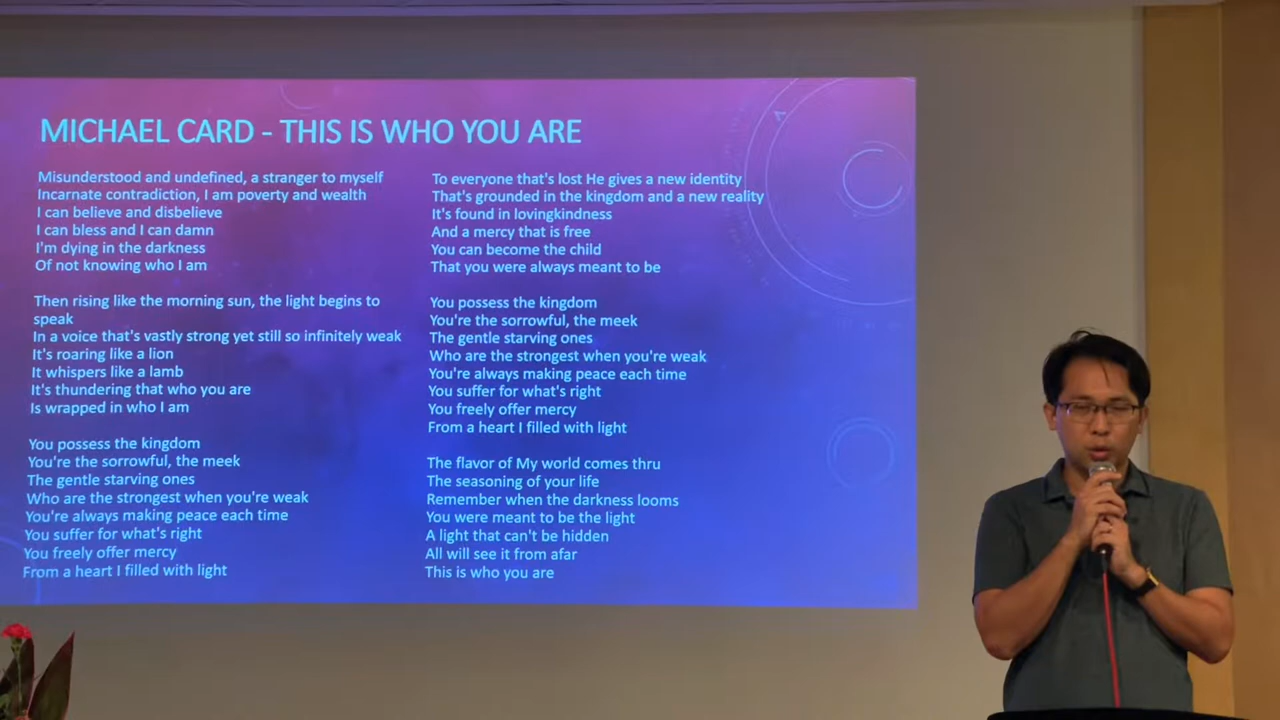 MICHAEL CARD - THIS IS WHO YOU ARE
Misunderstood and undefined, a stranger to myself
Incarnate contradiction, I am poverty and wealth
I can believe and disbelieve
I can bless and I can damn
I'm dying in the darkness
Of not knowing who I am
Then rising like the morning sun, the light begins to
speak
In a voice that's vastly strong yet still so infinitely weak
It's roaring like a lion
It whispers like a lamb
It's thundering that who you are
Is wrapped in who I am
You possess the kingdom
You're the sorrowful, the meek
The gentle starving ones
Who are the strongest when you're weak
You're always making peace each time
You suffer for what's right
You freely offer mercy
From a heart I filled with light
To everyone that's lost He gives a new identity
That's grounded in the kingdom and a new reality
It's found in lovingkindness
And a mercy that is free
You can become the child
That you were always meant to be
You possess the kingdom
You're the sorrowful, the meek
The gentle starving ones
Who are the strongest when you're weak
You're always making peace each time
You suffer for what's right
You freely offer mercy
From a heart I filled with light
The flavor of My world comes thru
The seasoning of your life
Remember when the darkness looms
You were meant to be the light
A light that can't be hidden
All will see it from afar
This is who you are